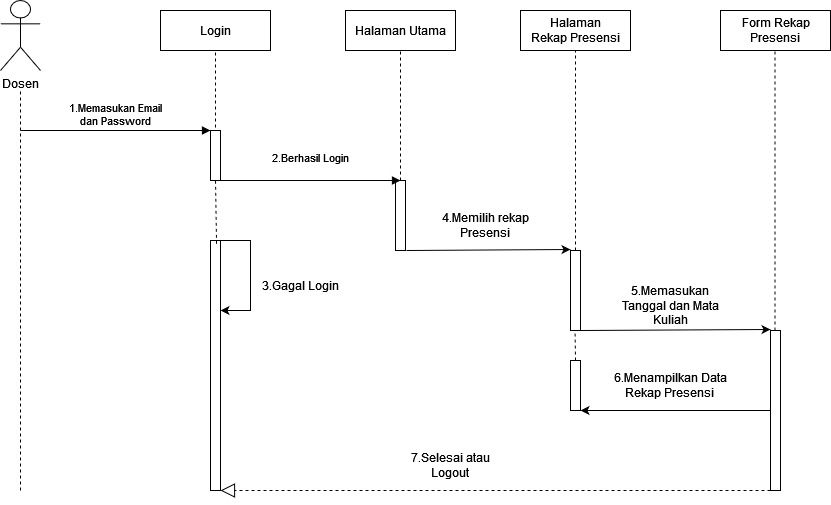 Login
Halaman Utama
Halaman
Rekap Presensi
Form Rekap
Presensi
Dosen
1.Memasukan Email
dan Password
2.Berhasil Login
4.Memilih rekap
Presensi
3.Gagal Login
5.Memasukan
Tanggal dan Mata
Kuliah
6.Menampilkan Data
Rekap Presensi
7.Selesai atau
Logout